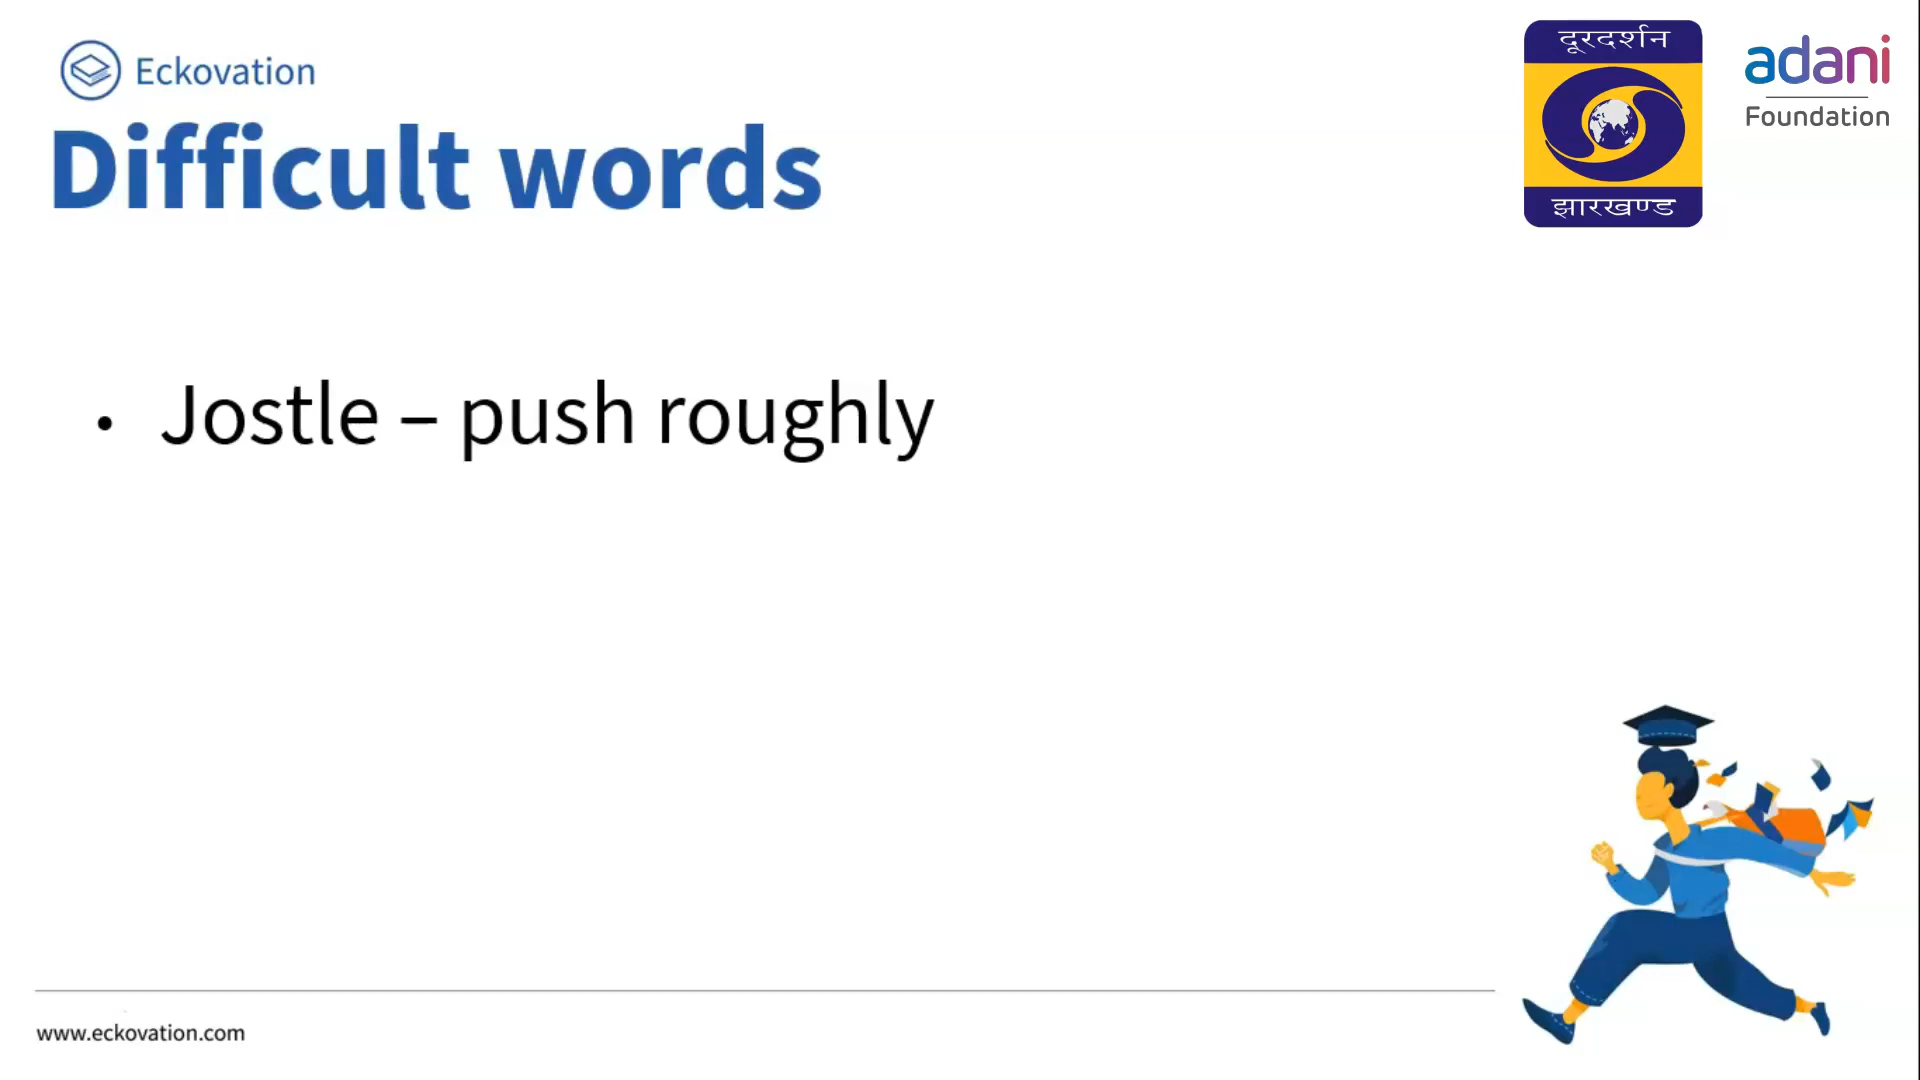 Eckovation
Difficult words
दूरदर्शन
झारखण्ड
adani
Foundation
• Jostle – push roughly
www.eckovation.com